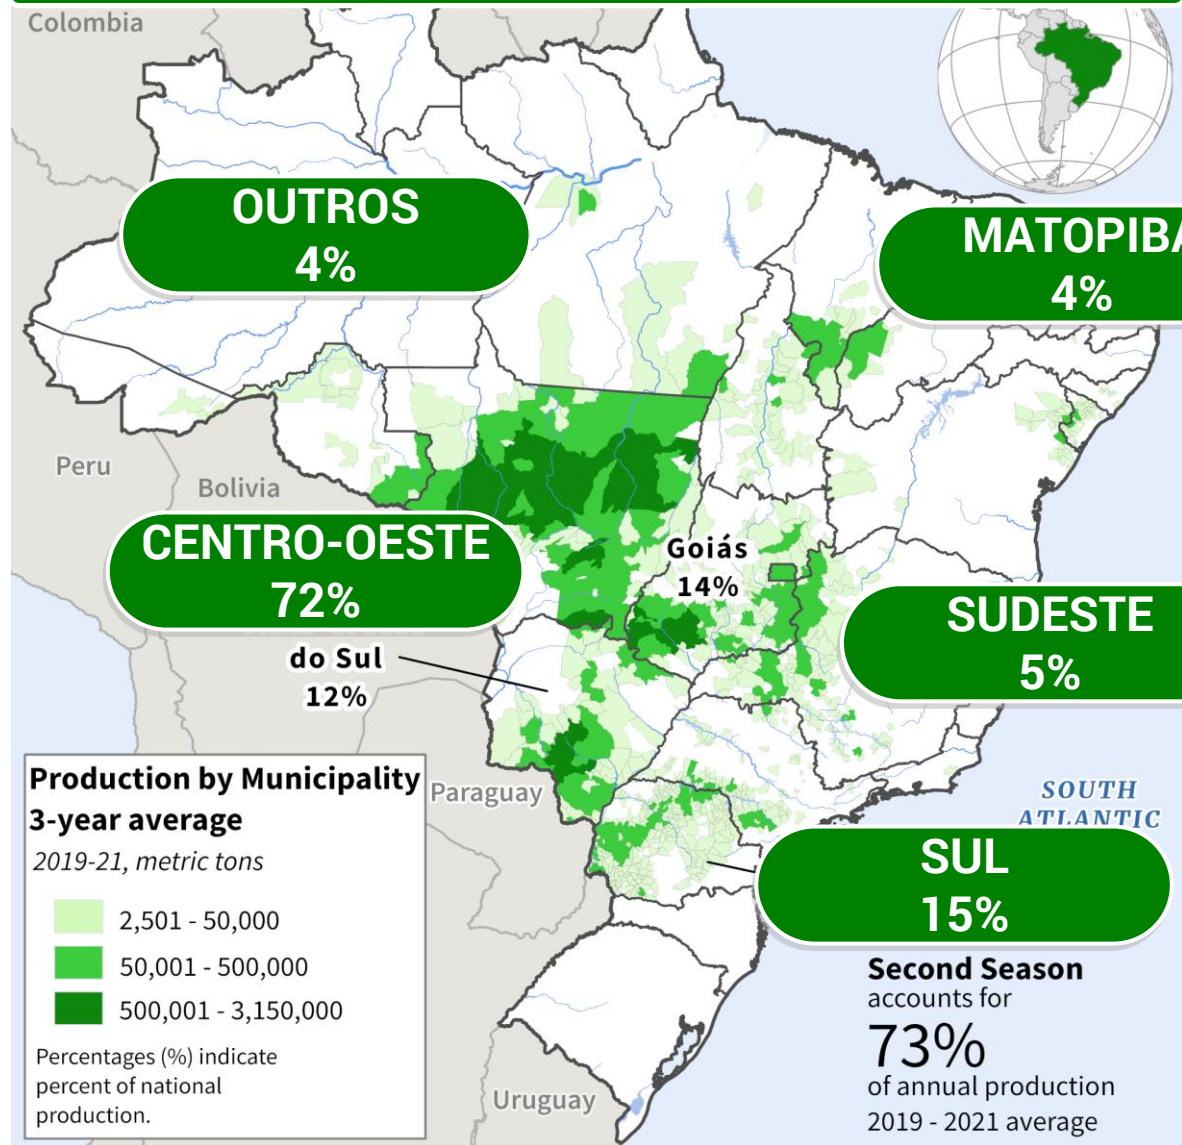 Colombia
OUTROS
4%
MATOPIBA
4%
Peru
Bolivia
CENTRO-OESTE
72%
Goiás
14%
SUDESTE
5%
do Sul
12%
Production by Municipality
3-year average
2019-21, metric tons
2,501 - 50,000
50,001 - 500,000
500,001 - 3,150,000
Percentages (%) indicate
percent of national
production.
Paraguay
SOUTH
ATLANTIC
SUL
15%
Second Season
accounts for
73%
of annual production
2019 - 2021 average
Uruguay